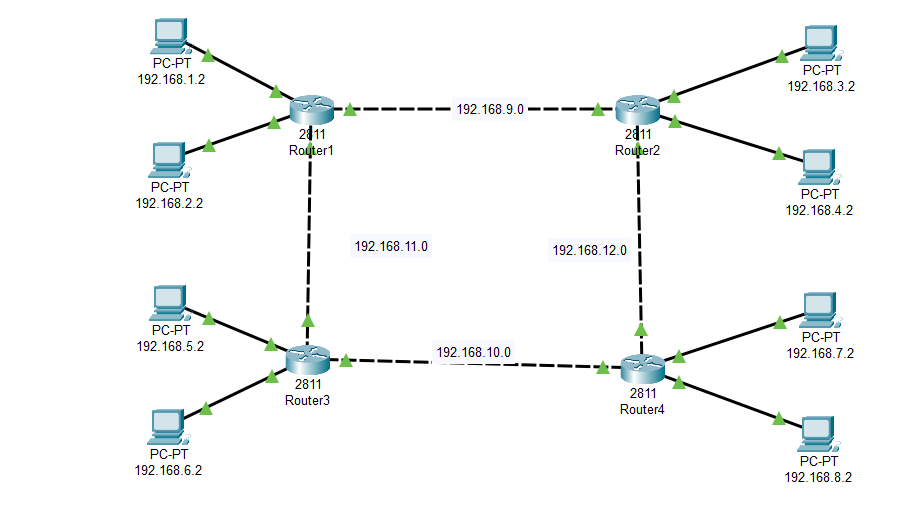 PC-PT
192.168.1.2
PC-PT
192.168.3.2
2811
Router1
192.168.9.0
2811
Router2
PC-PT
192.168.2.2
PC-PT
192.168.4.2
192.168.11.0
192.168.12.0
PC-PT
192.168.5.2
PC-PT
192.168.7.2
192.168.10.0
2811
Router3
2811
Router4
PC-PT
192.168.6.2
PC-PT
192.168.8.2